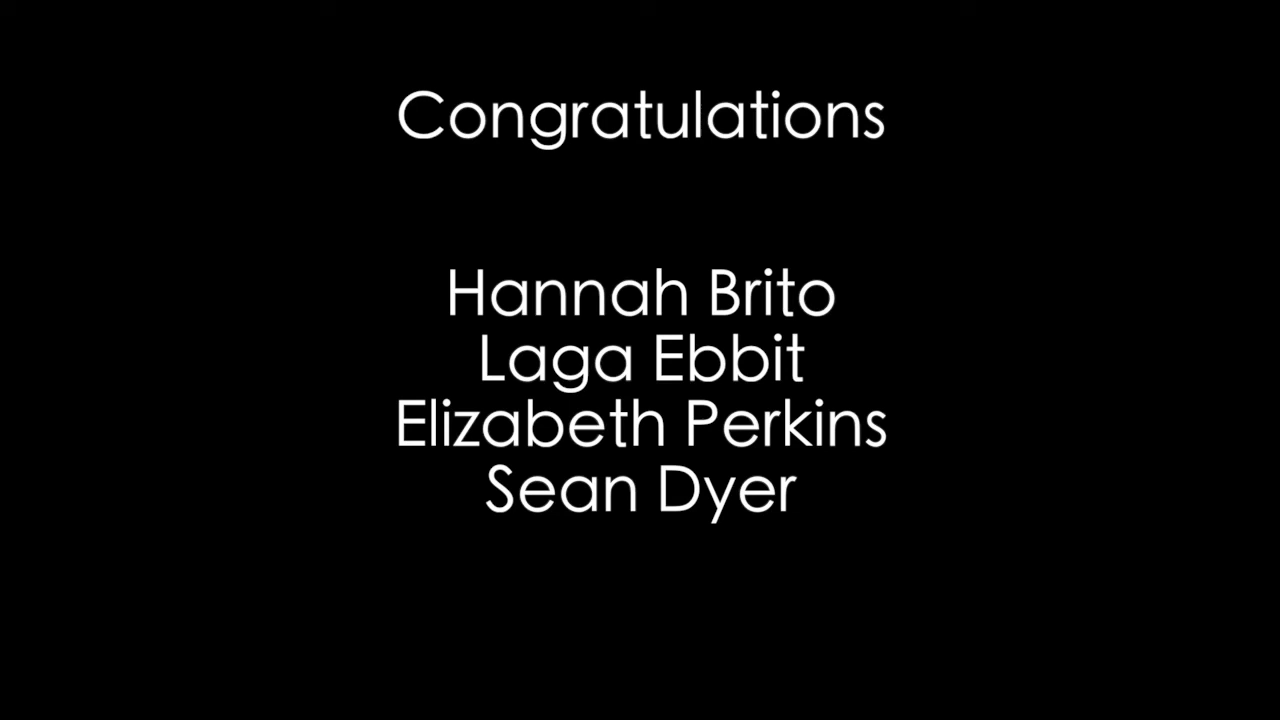 Congratulations
Hannah Brito
Laga Ebbit
Elizabeth Perkins
Sean Dyer